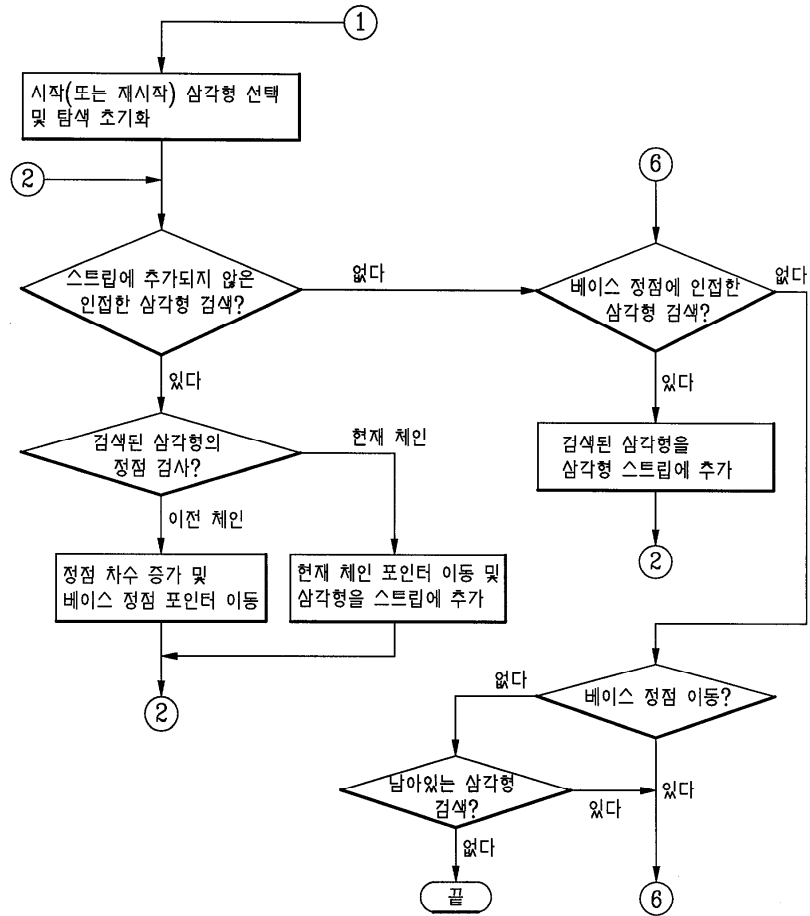 1
시작(또는 재시작) 삼각형 선택
및 탐색 초기화
2
스트립에 추가되지 않은
인접한 삼각형 검색?
없다
있다
검색된 삼각형의
정점 검사?
현재 체인
이전 체인
정점 차수 증가 및
베이스 정점 포인터 이동
현재 체인 포인터 이동 및
삼각형을 스트립에 추가
2
6
베이스 정점에 인접한
삼각형 검색?
없다
있다
검색된 삼각형을
삼각형 스트립에 추가
2
베이스 정점 이동?
없다
있다
남아있는 삼각형
검색?
있다
없다
끝
6